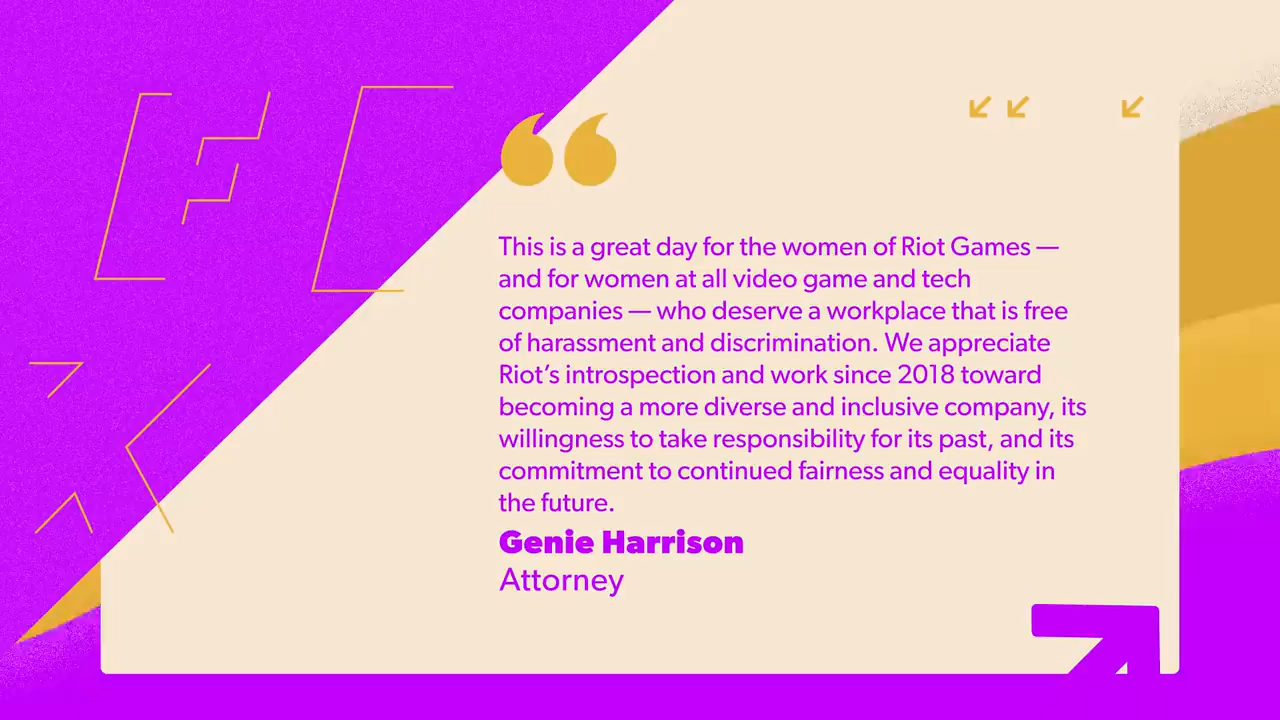 This is a great day for the women of Riot Games —
and for women at all video game and tech
companies — who deserve a workplace that is free
of harassment and discrimination. We appreciate
Riot’s introspection and work since 2018 toward
becoming a more diverse and inclusive company, its
willingness to take responsibility for its past, and its
commitment to continued fairness and equality in
the future.
Genie Harrison
Attorney